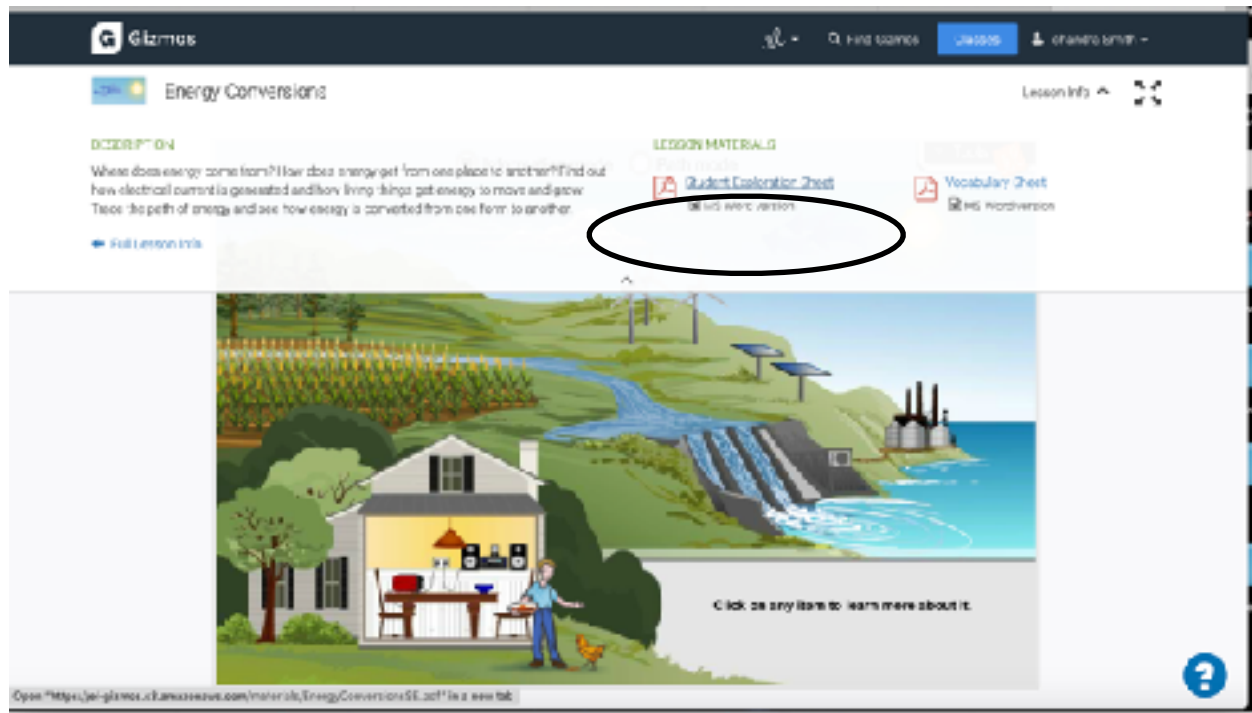 Gizmos
Find Gizmos
Classes
Energy Conversions
Lesson Info
DESCRIPTION
Where does energy come from? How does energy get from one place to another? Find out
how electrical current is generated and how living things get energy to move and grow.
Trace the path of energy and see how energy is converted from one form to another.
Full Lesson Info
LESSON MATERIALS
Path mode
Student Exploration Sheet
MS Word version
Vocabulary Sheet
MS Word version
Click on any item to learn more about it.
?